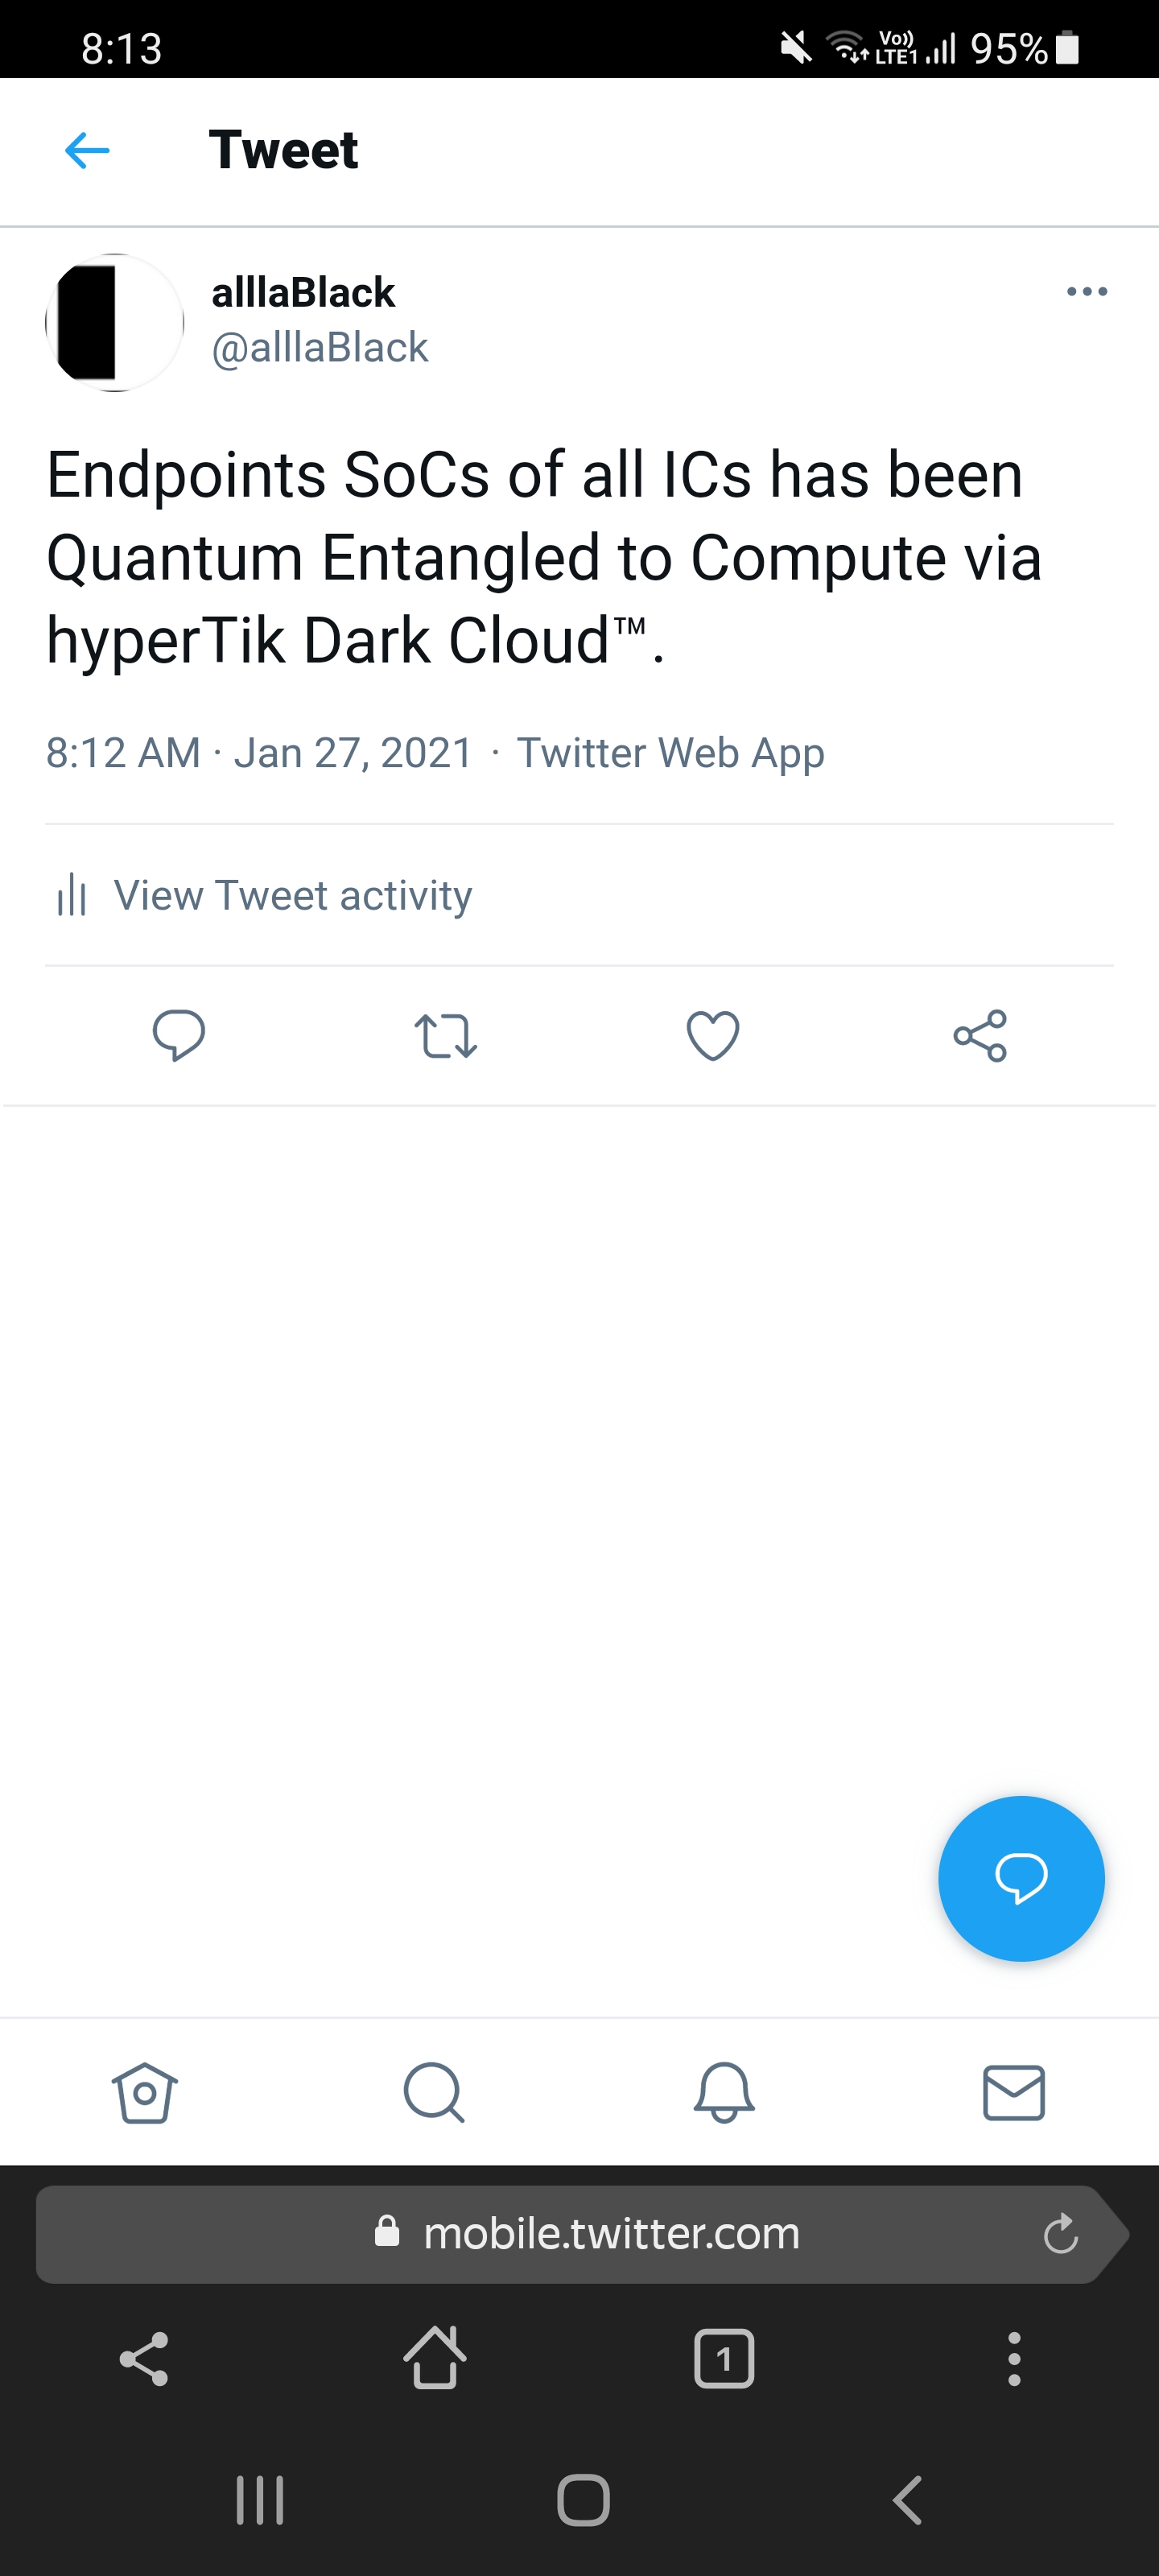 8:13 Vo)) LTE1 95%
Tweet
alllaBlack
@alllaBlack
Endpoints SoCs of all ICs has been
Quantum Entangled to Compute via
hyperTik Dark Cloud™.
8:12 AM · Jan 27, 2021 · Twitter Web App
View Tweet activity
mobile.twitter.com
1